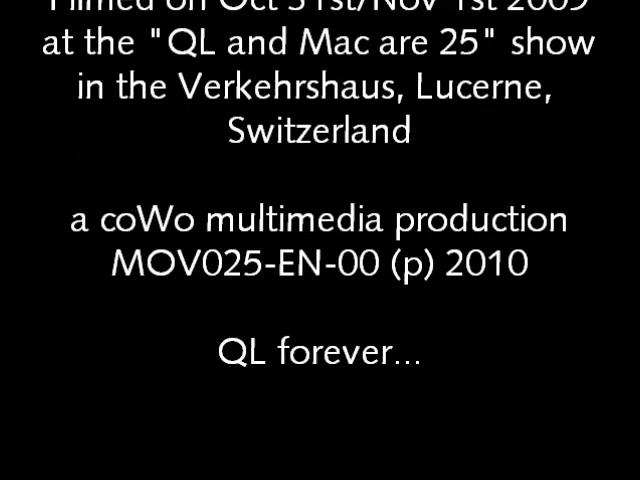 Filmed on Oct 31st/Nov 1st 2009
at the "QL and Mac are 25" show
in the Verkehrshaus, Lucerne,
Switzerland
a coWo multimedia production
MOV025-EN-00 (p) 2010
QL forever...